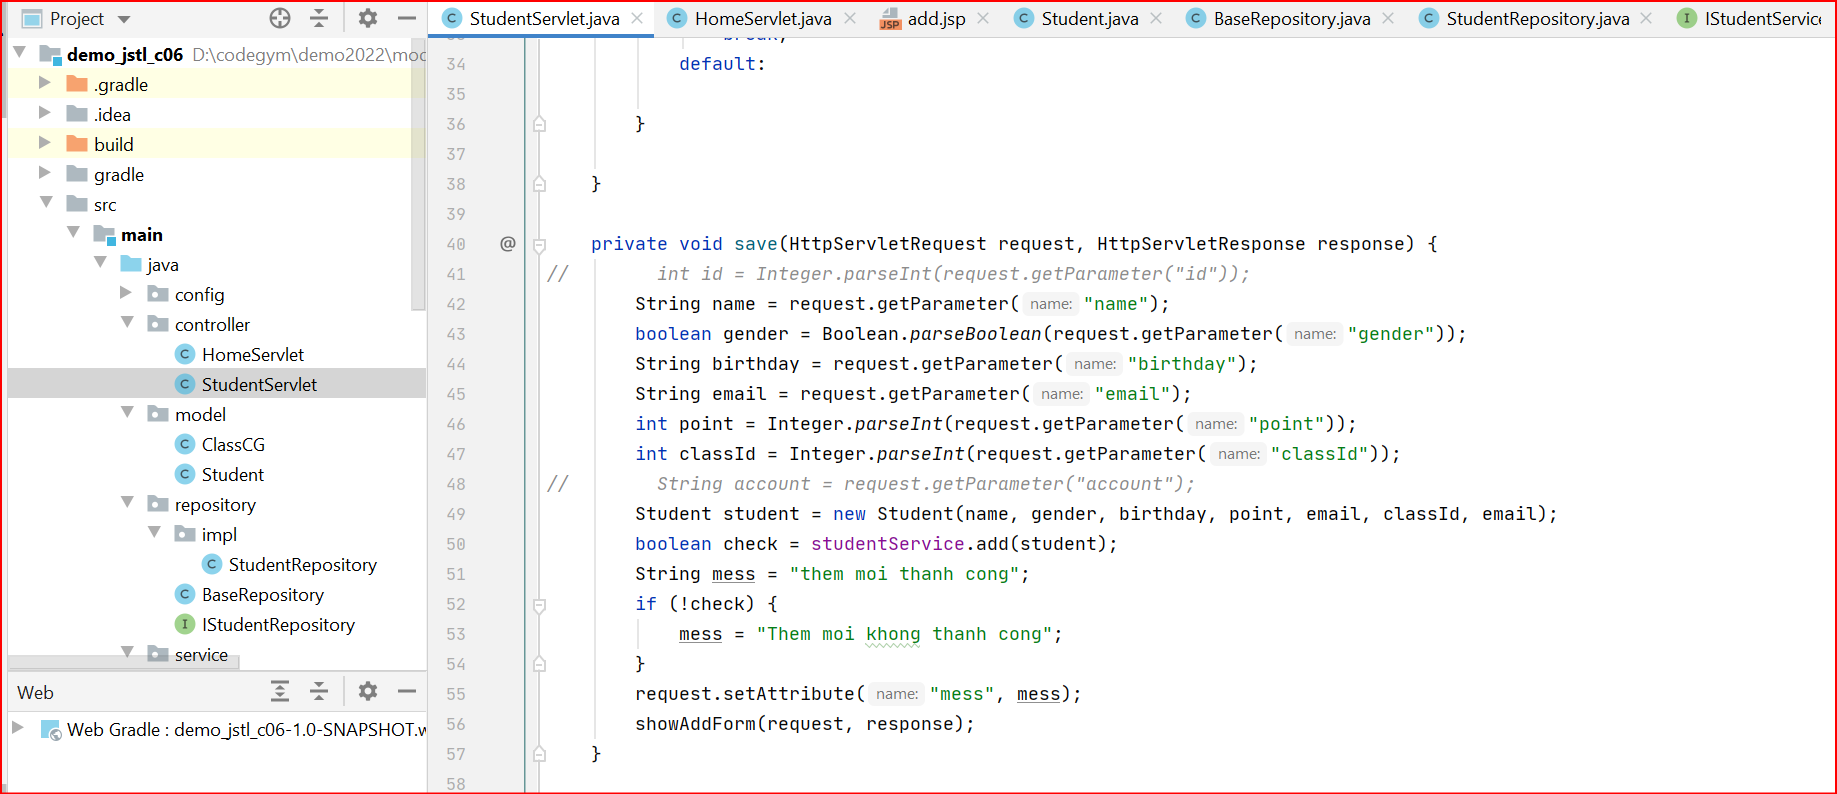 Project
demo_jstl_c06 D:\codegym\demo2022\mod
.gradle
.idea
build
gradle
src
main
java
config
controller
HomeServlet
StudentServlet
model
ClassCG
Student
repository
impl
StudentRepository
BaseRepository
IStudentRepository
service
Web
Web Gradle : demo_jstl_c06-1.0-SNAPSHOT.w
StudentServlet.java HomeServlet.java add.jsp Student.java BaseRepository.java StudentRepository.java IStudentService
break;
34 default:
35
36 }
37
38 }
39
40 @ private void save(HttpServletRequest request, HttpServletResponse response) {
41 // int id = Integer.parseInt(request.getParameter("id"));
42 String name = request.getParameter( name: "name");
43 boolean gender = Boolean.parseBoolean(request.getParameter( name: "gender"));
44 String birthday = request.getParameter( name: "birthday");
45 String email = request.getParameter( name: "email");
46 int point = Integer.parseInt(request.getParameter( name: "point"));
47 int classId = Integer.parseInt(request.getParameter( name: "classId"));
48 // String account = request.getParameter("account");
49 Student student = new Student(name, gender, birthday, point, email, classId, email);
50 boolean check = studentService.add(student);
51 String mess = "them moi thanh cong";
52 if (!check) {
53 mess = "Them moi khong thanh cong";
54 }
55 request.setAttribute( name: "mess", mess);
56 showAddForm(request, response);
57 }
58